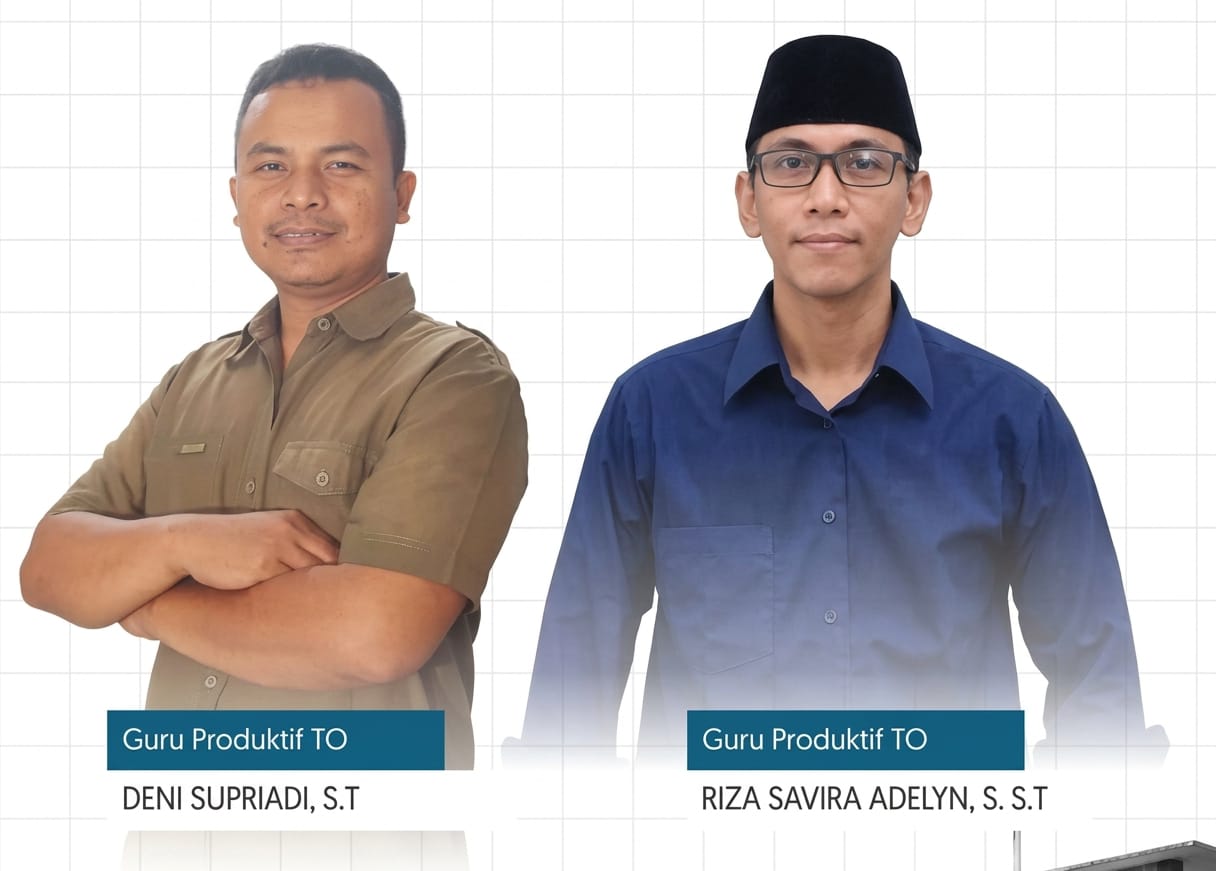 Guru Produktif TO
DENI SUPRIADI, S.T
Guru Produktif TO
RIZA SAVIRA ADELYN, S. S.T